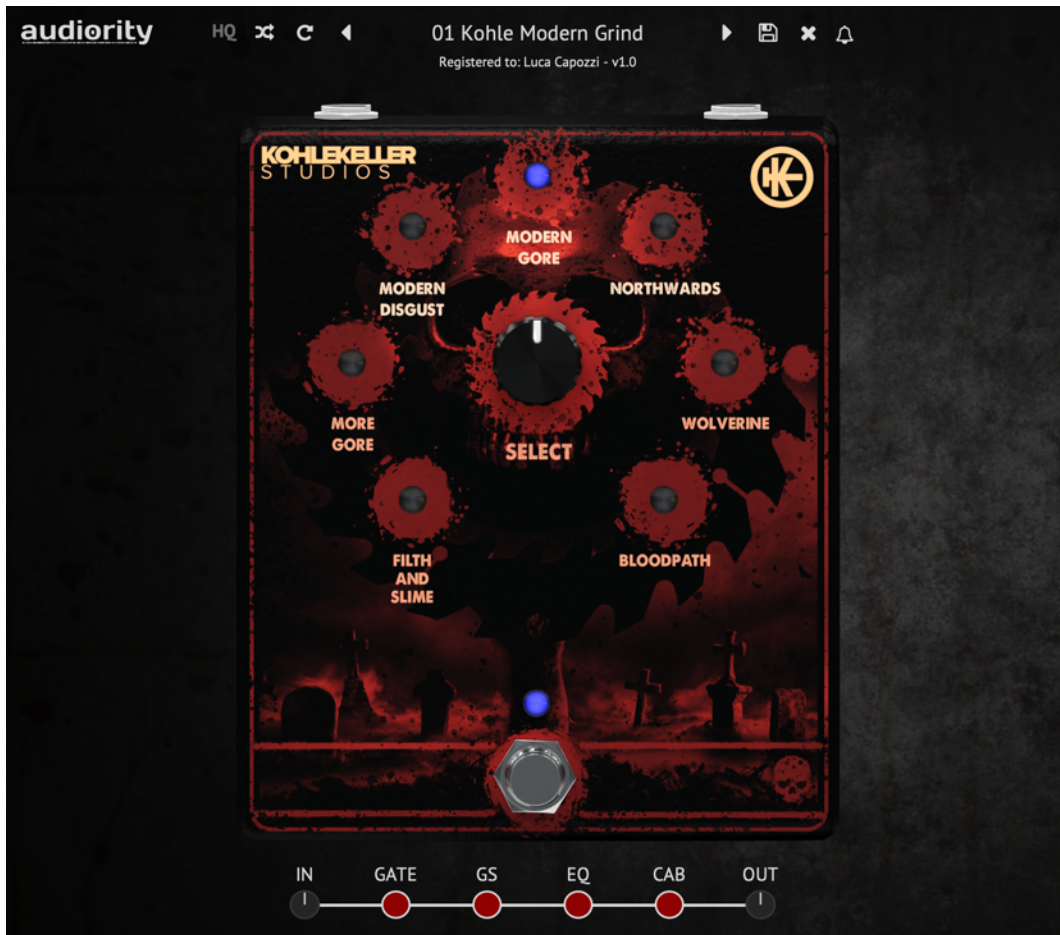 audiority
HQ
01 Kohle Modern Grind
Registered to: Luca Capozzi - v1.0
KOHLEKELLER
STUDIOS
MODERN
GORE
MODERN
DISGUST
NORTHWARDS
MORE
GORE
WOLVERINE
SELECT
FILTH
AND
SLIME
BLOODPATH
IN GATE GS EQ CAB OUT